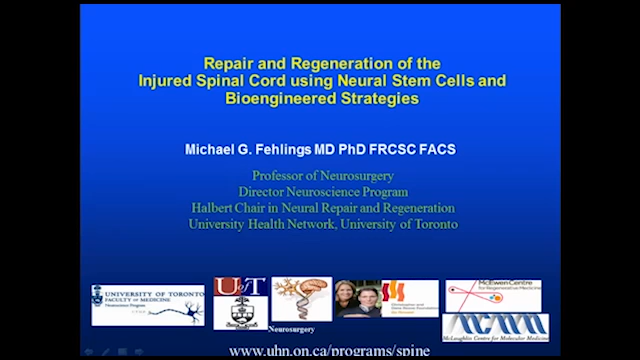 Repair and Regeneration of the
Injured Spinal Cord using Neural Stem Cells and
Bioengineered Strategies
Michael G. Fehlings MD PhD FRCSC FACS
Professor of Neurosurgery
Director Neuroscience Program
Halbert Chair in Neural Repair and Regeneration
University Health Network, University of Toronto
UNIVERSITY OF TORONTO
FACULTY OF MEDICINE
Neuroscience Program
U of T
Neurosurgery
McEwen Centre
for Regenerative Medicine
McLaughlin Centre for Molecular Medicine
www.uhn.on.ca/programs/spine